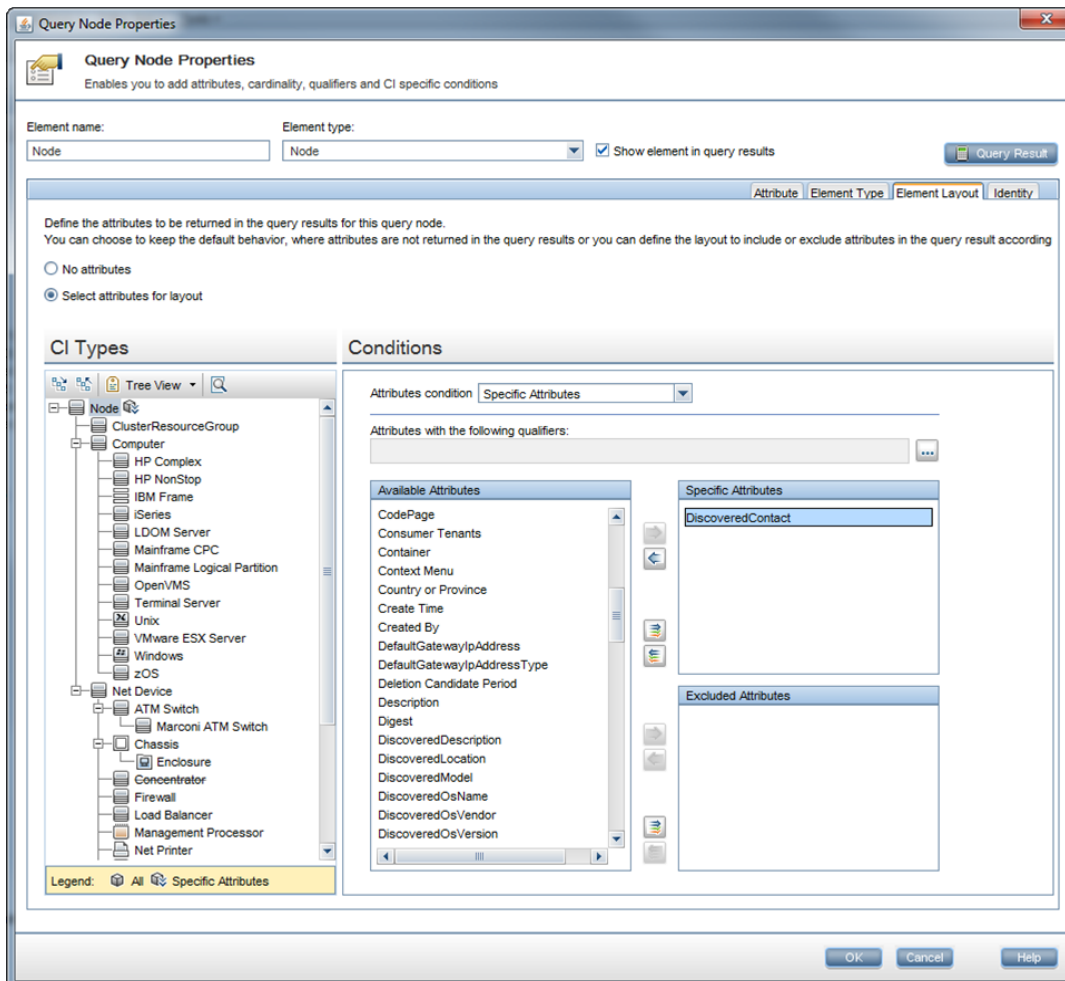 Query Node Properties
Query Node Properties
Enables you to add attributes, cardinality, qualifiers and CI specific conditions
Element name:
Element type:
Node
Node
Show element in query results
Query Result
Attribute
Element Type
Element Layout
Identity
Define the attributes to be returned in the query results for this query node.
You can choose to keep the default behavior, where attributes are not returned in the query results or you can define the layout to include or exclude attributes in the query result according
No attributes
Select attributes for layout
CI Types
Tree View
Node
ClusterResourceGroup
Computer
HP Complex
HP NonStop
IBM Frame
iSeries
LDOM Server
Mainframe CPC
Mainframe Logical Partition
OpenVMS
Terminal Server
Unix
VMware ESX Server
Windows
zOS
Net Device
ATM Switch
Marconi ATM Switch
Chassis
Enclosure
Concentrator
Firewall
Load Balancer
Management Processor
Net Printer
Legend: All Specific Attributes
Conditions
Attributes condition Specific Attributes
Attributes with the following qualifiers:
...
Available Attributes
CodePage
Consumer Tenants
Container
Context Menu
Country or Province
Create Time
Created By
DefaultGatewayIpAddress
DefaultGatewayIpAddressType
Deletion Candidate Period
Description
Digest
DiscoveredDescription
DiscoveredLocation
DiscoveredModel
DiscoveredOsName
DiscoveredOsVendor
DiscoveredOsVersion
Specific Attributes
DiscoveredContact
Excluded Attributes
OK
Cancel
Help